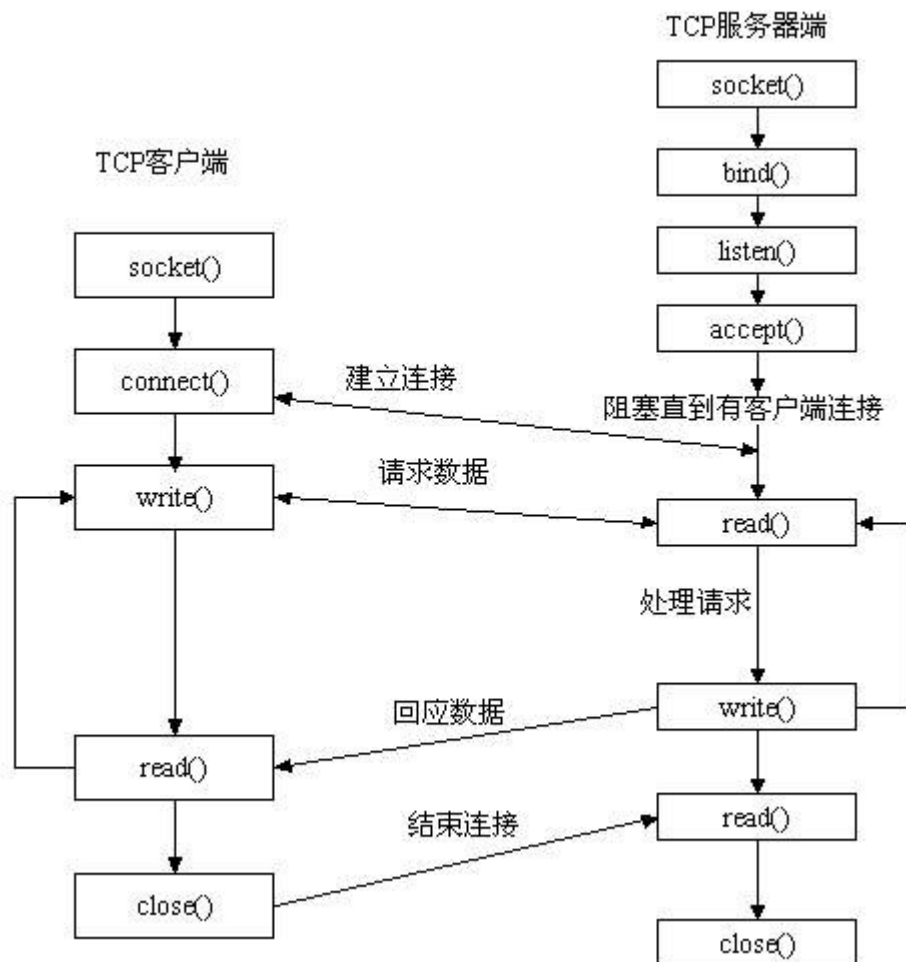 TCP服务器端
socket()
bind()
TCP客户端
listen()
socket()
accept()
connect()
建立连接
阻塞直到有客户端连接
请求数据
write()
read()
处理请求
回应数据
write()
read()
结束连接
read()
close()
close()